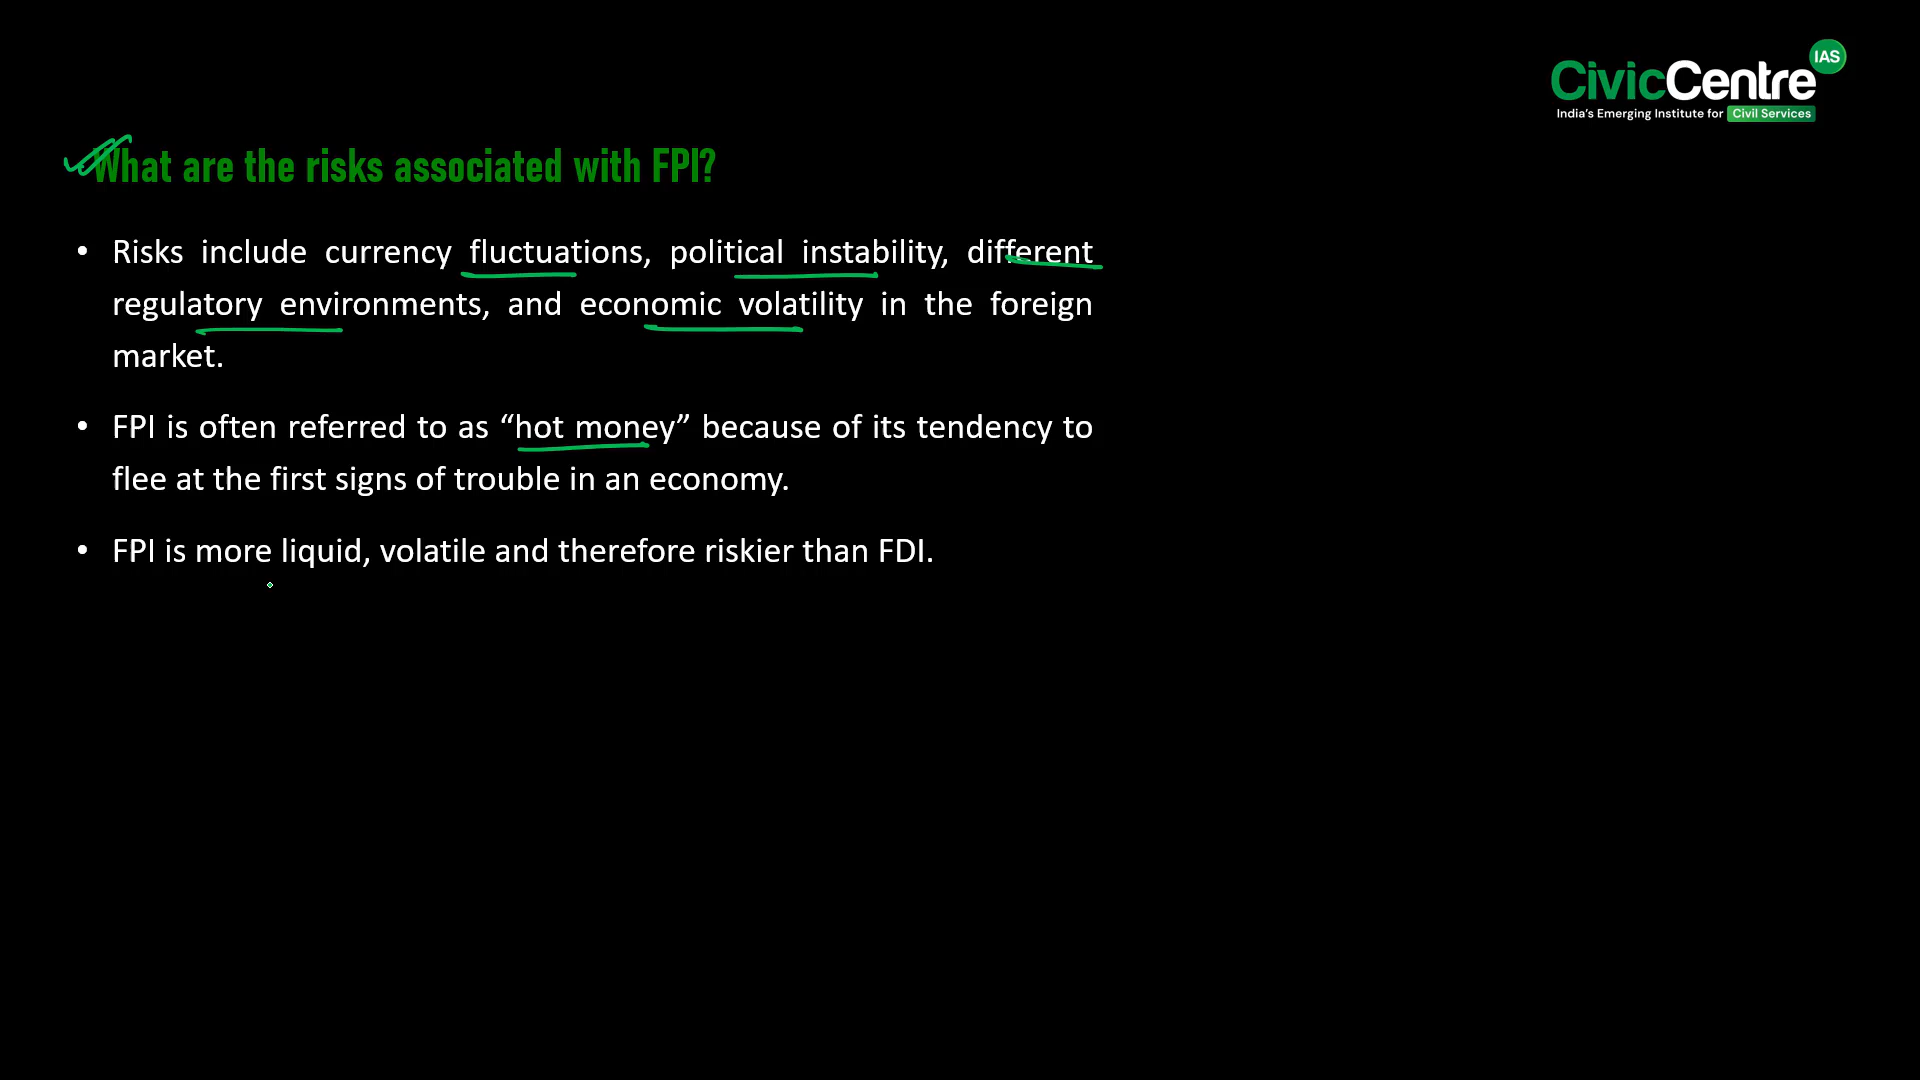 CivicCentre IAS
India's Emerging Institute for Civil Services
What are the risks associated with FPI?
• Risks include currency fluctuations, political instability, different
regulatory environments, and economic volatility in the foreign
market.
• FPI is often referred to as “hot money” because of its tendency to
flee at the first signs of trouble in an economy.
• FPI is more liquid, volatile and therefore riskier than FDI.